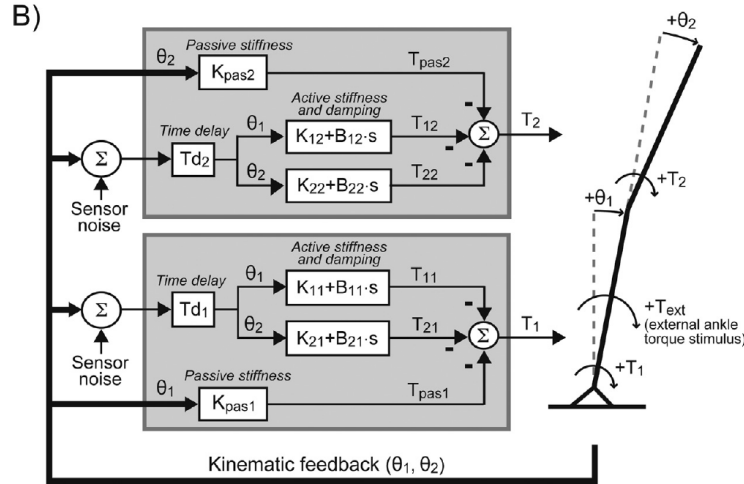 B)
Passive stiffness
θ2
Kpas2
Tpas2
Active stiffness
and damping
Time delay
θ1
K12+B12·s
T12
Σ
Td2
Σ
T2
θ2
K22+B22·s
T22
Sensor
noise
Active stiffness
and damping
Time delay
θ1
K11+B11·s
T11
Σ
Td1
Σ
T1
θ2
K21+B21·s
T21
Sensor
noise
Passive stiffness
θ1
Kpas1
Tpas1
Kinematic feedback (θ1, θ2)
+θ2
+θ1
+T2
+Text
(external ankle
torque stimulus)
+T1